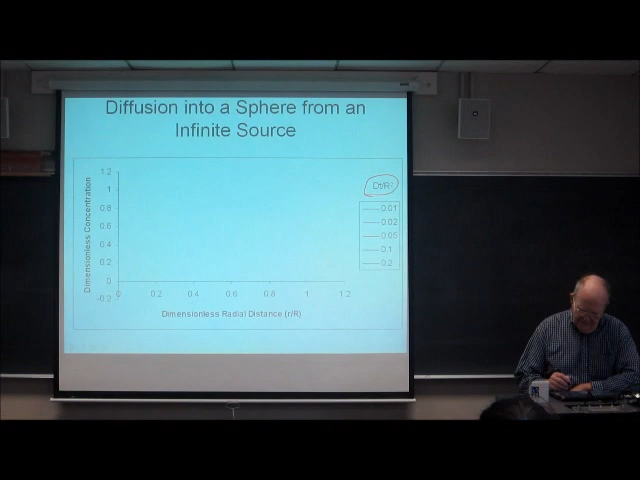 Diffusion into a Sphere from an
Infinite Source
Dimensionless Concentration
1.2
1
0.8
0.6
0.4
0.2
0
-0.2
0 0.2 0.4 0.6 0.8 1 1.2
Dimensionless Radial Distance (r/R)
Dt/R²
0.01
0.02
0.05
0.1
0.2